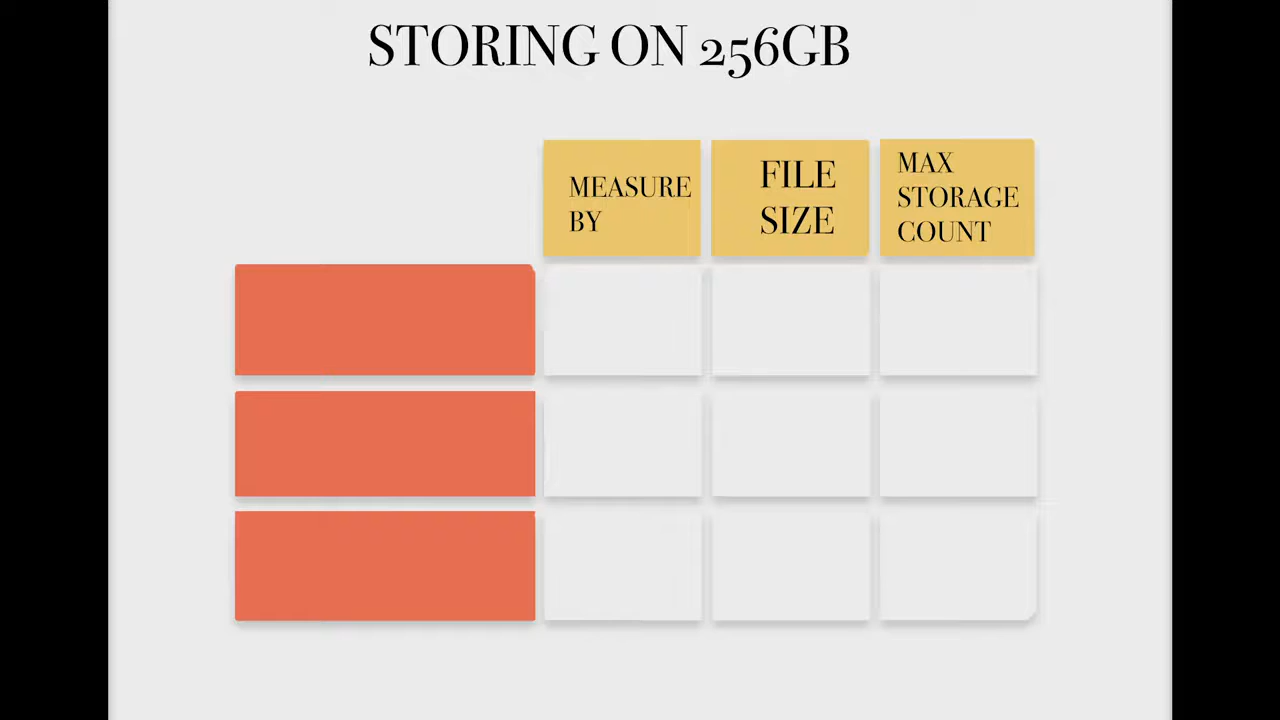 STORING ON 256GB
MEASURE
BY
FILE
SIZE
MAX
STORAGE
COUNT